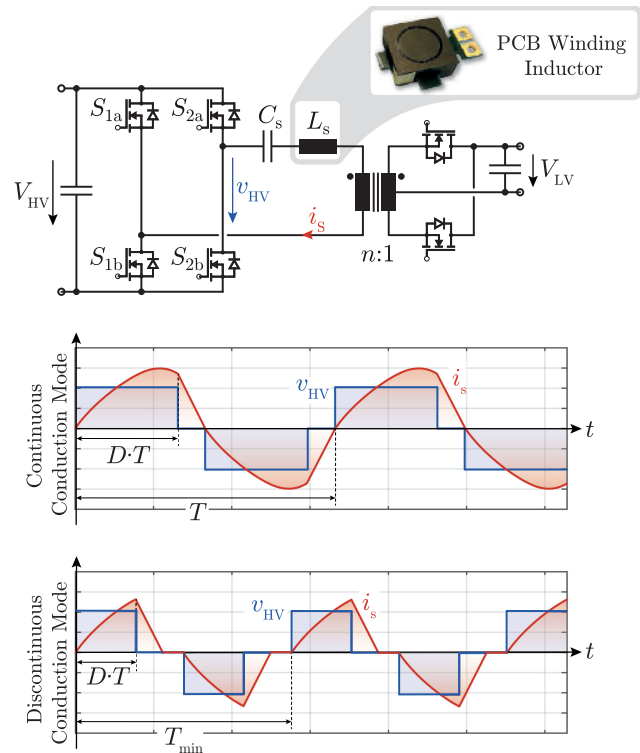 PCB Winding
Inductor
S1a
S2a
Cs
Ls
VHV
vHV
VLV
is
S1b
S2b
n:1
Continuous
Conduction Mode
vHV
is
t
D·T
T
Discontinuous
Conduction Mode
vHV
is
t
D·T
Tmin